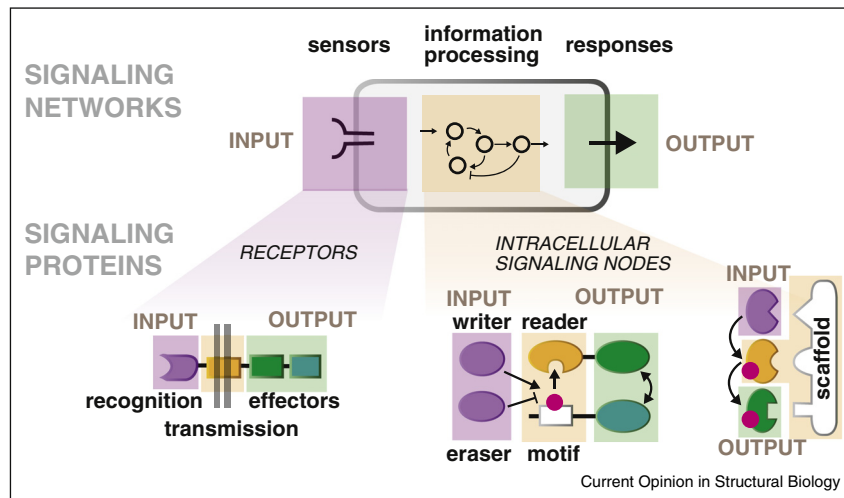 sensors
information
processing
responses
SIGNALING
NETWORKS
INPUT
OUTPUT
SIGNALING
PROTEINS
RECEPTORS
INTRACELLULAR
SIGNALING NODES
INPUT
OUTPUT
recognition
effectors
transmission
INPUT
OUTPUT
writer
reader
eraser
motif
INPUT
scaffold
OUTPUT
Current Opinion in Structural Biology